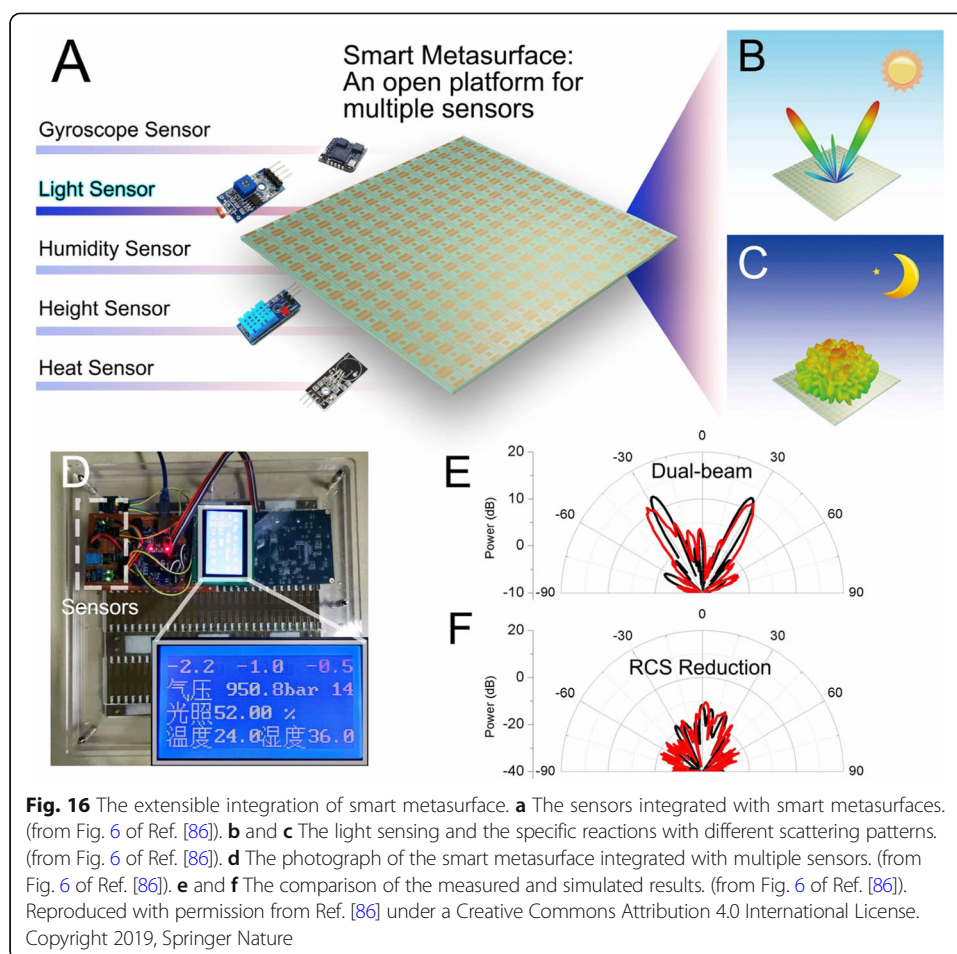 A
Smart Metasurface:
An open platform for
multiple sensors
Gyroscope Sensor
Light Sensor
Humidity Sensor
Height Sensor
Heat Sensor
B
C
D
Sensors
-2.2 -1.0 -0.5
气压 950.8bar 14
光照52.00 %
温度24.0湿度36.0
E
Dual-beam
0
-30 30
-60 60
-90 90
20
10
0
-10
Power (dB)
F
RCS Reduction
0
-30 30
-60 60
-90 90
20
0
-20
-40
Power (dB)
Fig. 16 The extensible integration of smart metasurface. a The sensors integrated with smart metasurfaces.
(from Fig. 6 of Ref. [86]). b and c The light sensing and the specific reactions with different scattering patterns.
(from Fig. 6 of Ref. [86]). d The photograph of the smart metasurface integrated with multiple sensors. (from
Fig. 6 of Ref. [86]). e and f The comparison of the measured and simulated results. (from Fig. 6 of Ref. [86]).
Reproduced with permission from Ref. [86] under a Creative Commons Attribution 4.0 International License.
Copyright 2019, Springer Nature